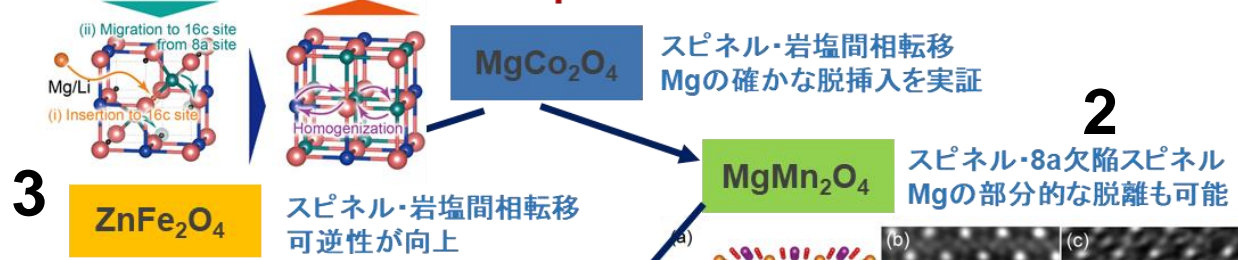 (ii) Migration to 16c site
from 8a site
Mg/Li
(i) Insertion to 16c site
Homogenization
MgCo₂O₄
スピネル・岩塩間相転移
Mgの確かな脱挿入を実証
2
MgMn₂O₄
スピネル・8a欠陥スピネル
Mgの部分的な脱離も可能
3
ZnFe₂O₄
スピネル・岩塩間相転移
可逆性が向上
(a)
(b)
(c)